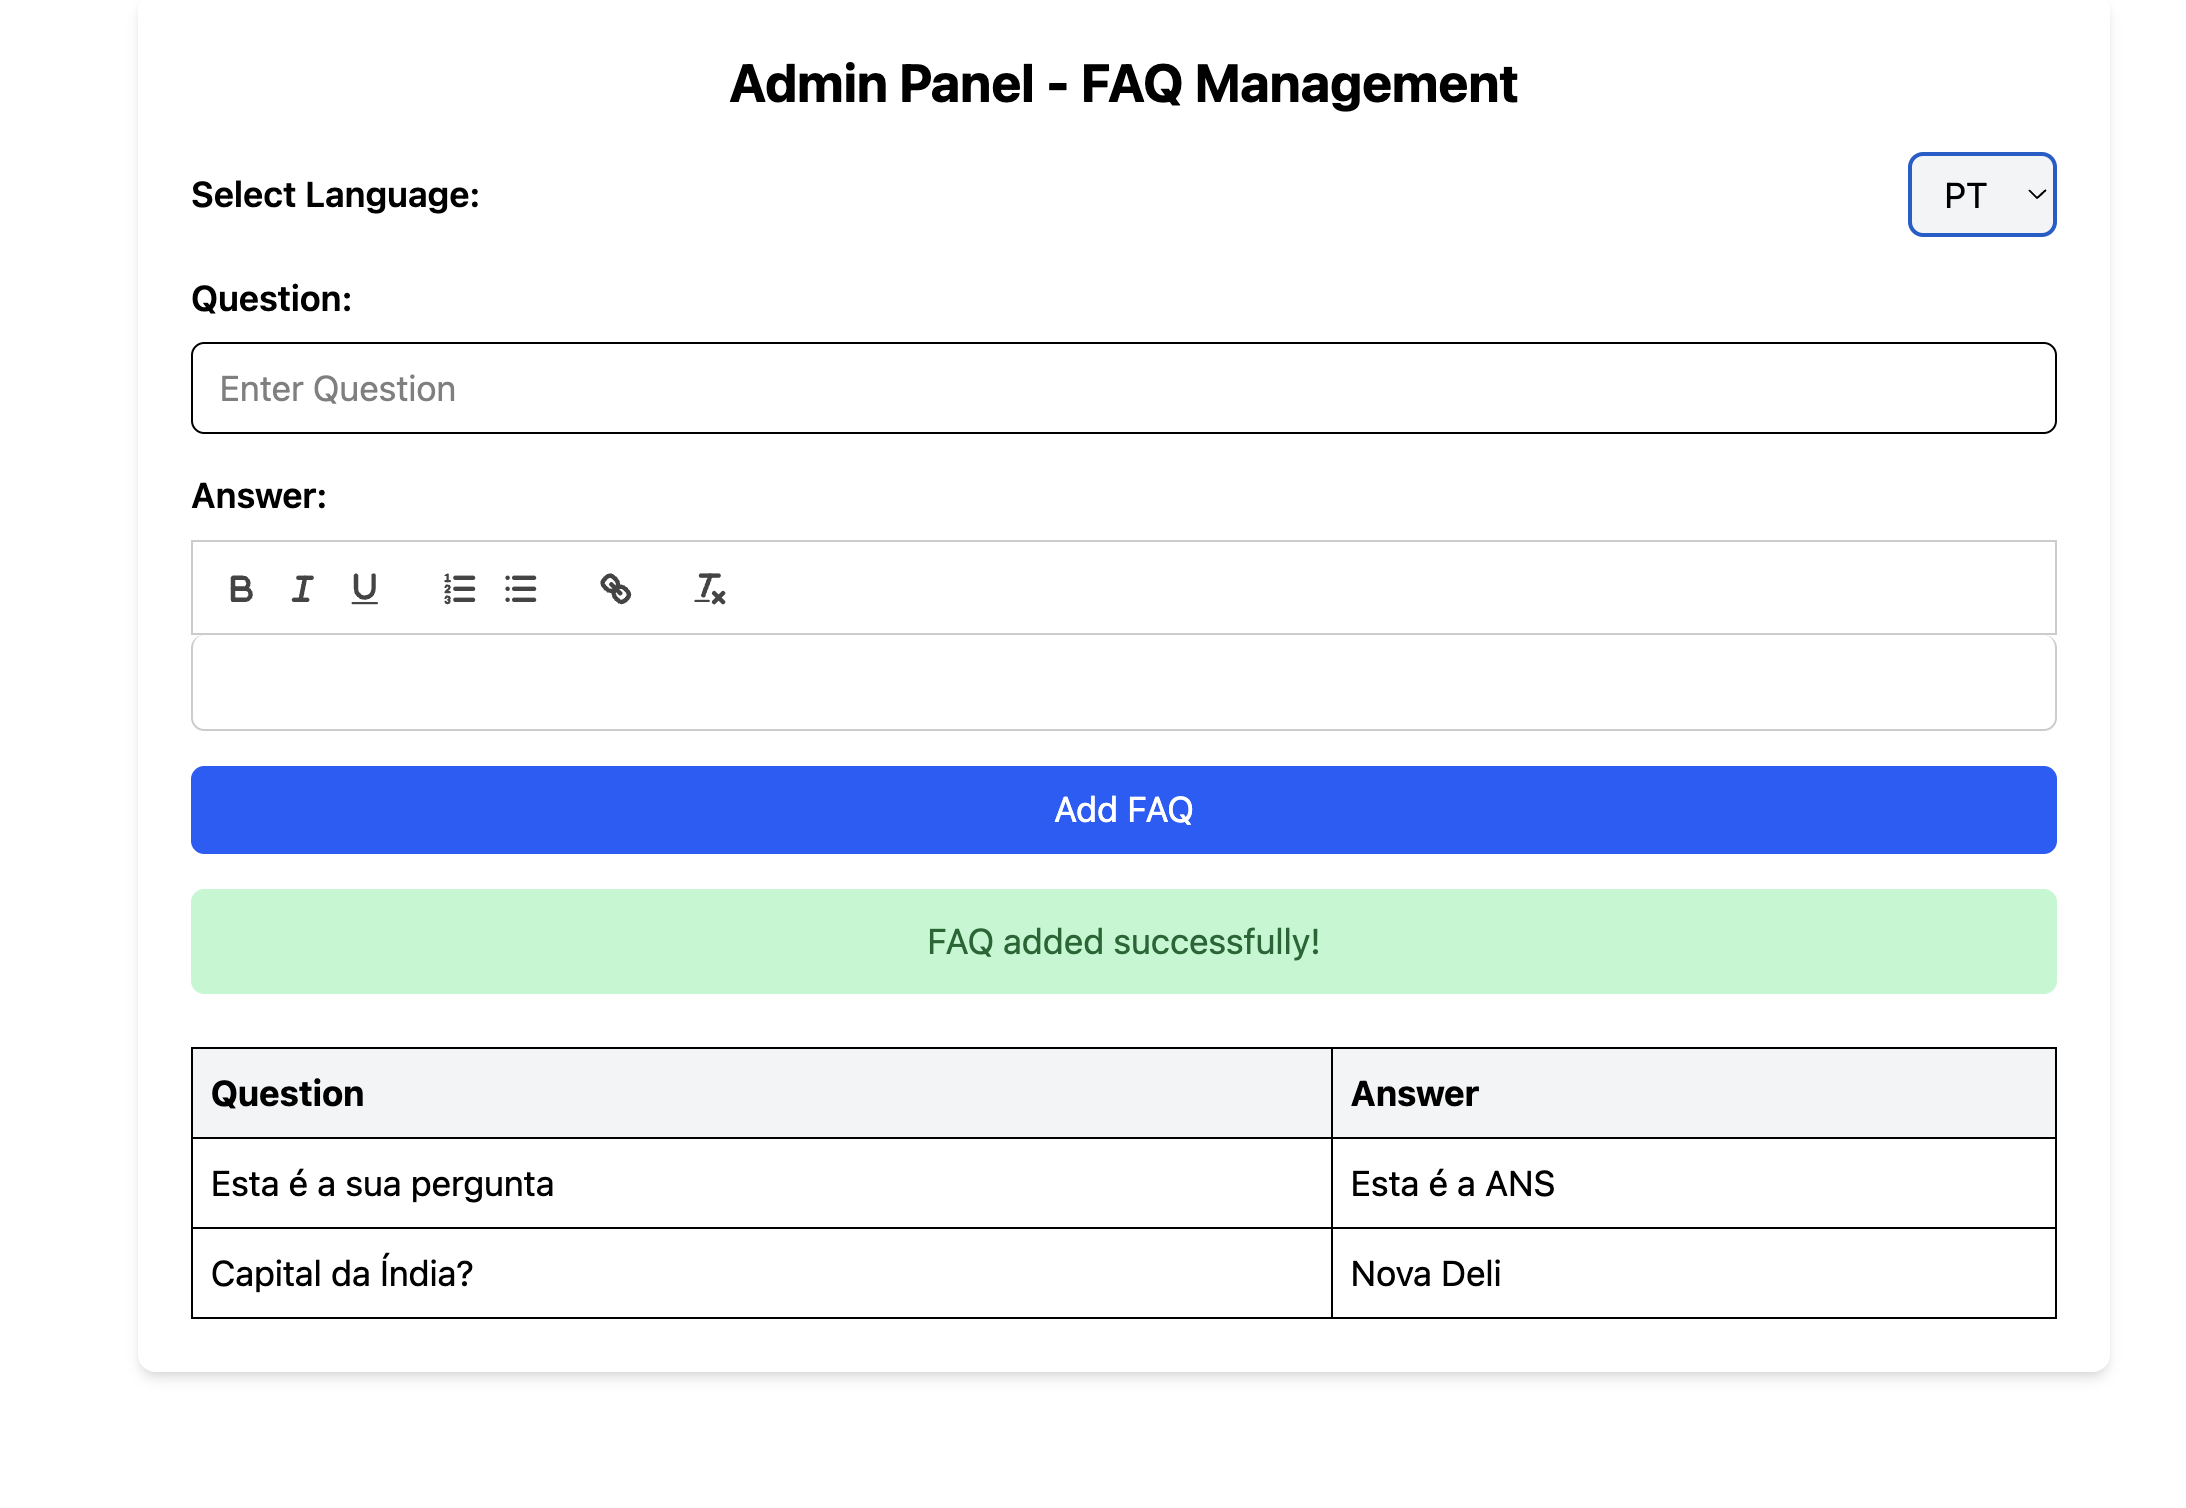 Admin Panel - FAQ Management
Select Language:
PT
Question:
Enter Question
Answer:
Add FAQ
FAQ added successfully!
Question Answer
Esta é a sua pergunta Esta é a ANS
Capital da Índia? Nova Deli